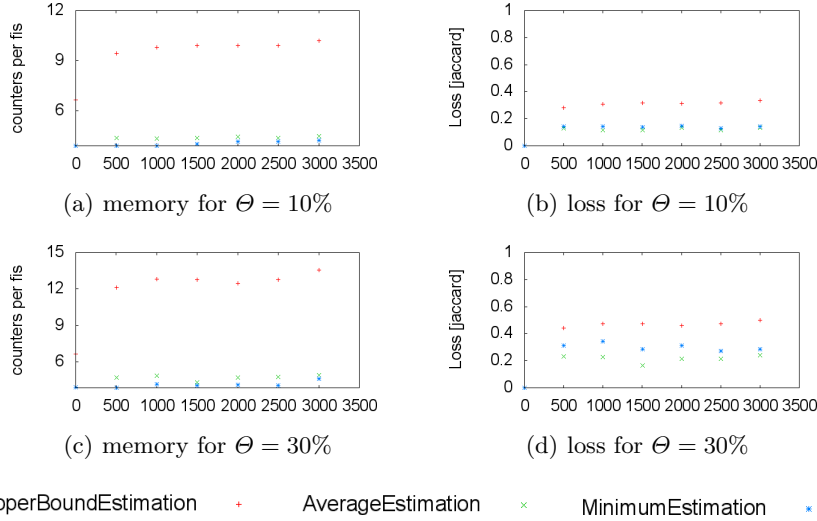 12
9
6
counters per fis
0 500 1000 1500 2000 2500 3000 3500
(a) memory for Θ = 10%
1
0.8
0.6
0.4
0.2
0
Loss [jaccard]
0 500 1000 1500 2000 2500 3000 3500
(b) loss for Θ = 10%
15
12
9
6
counters per fis
0 500 1000 1500 2000 2500 3000 3500
(c) memory for Θ = 30%
1
0.8
0.6
0.4
0.2
0
Loss [jaccard]
0 500 1000 1500 2000 2500 3000 3500
(d) loss for Θ = 30%
pperBoundEstimation AverageEstimation MinimumEstimation